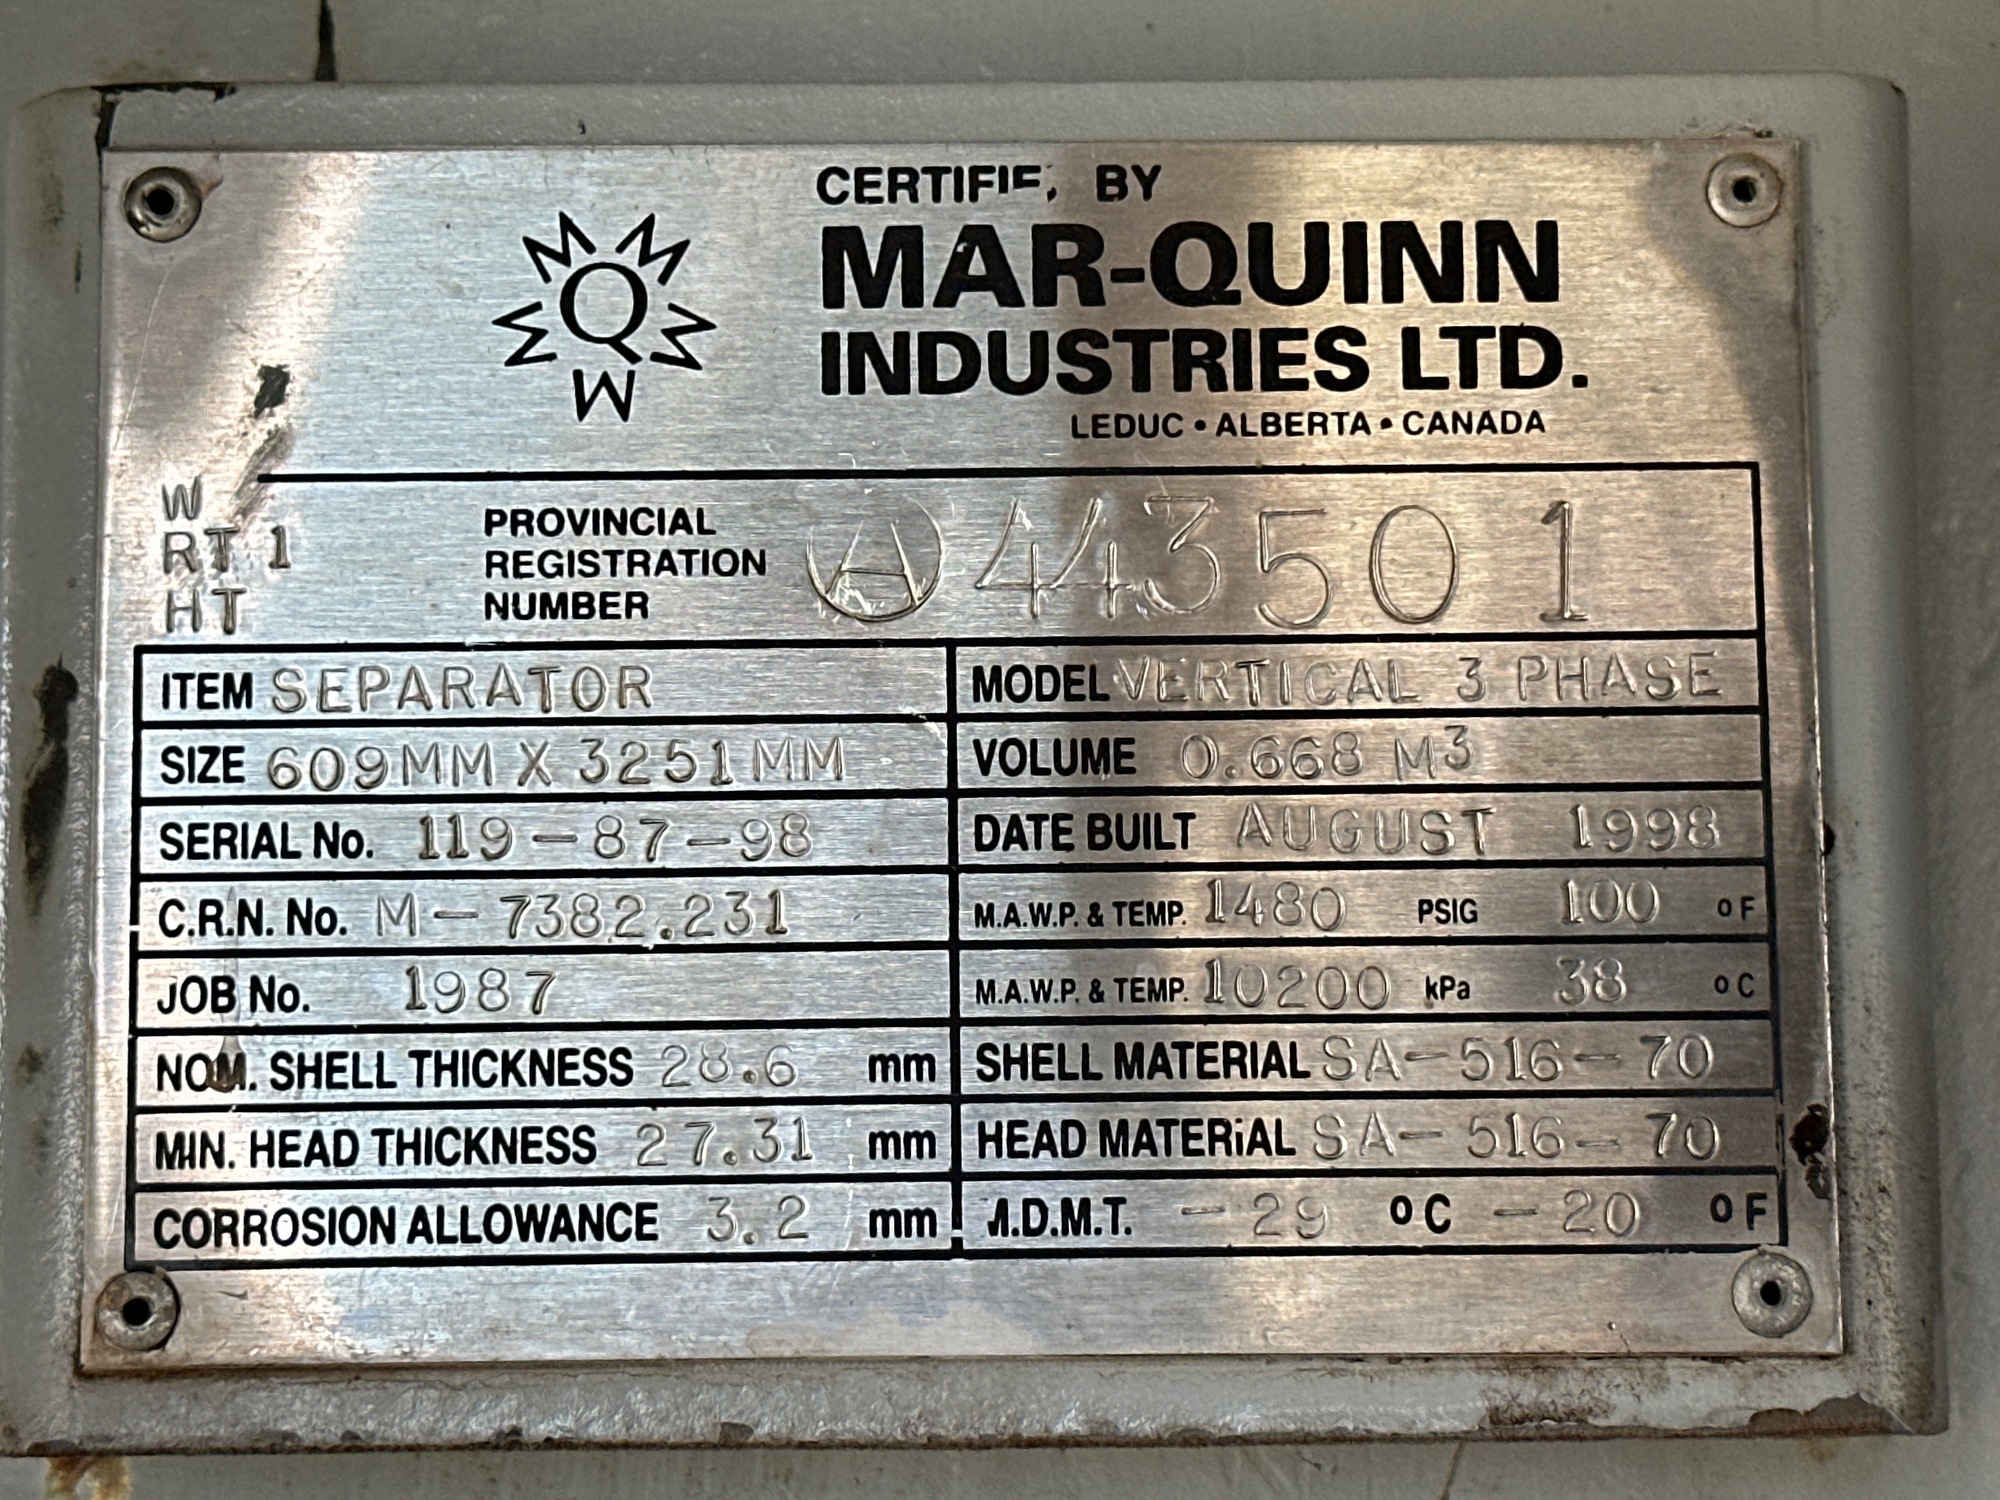 CERTIFIE, BY
MAR-QUINN
INDUSTRIES LTD.
LEDUC • ALBERTA • CANADA
M M M Q M W
W
RT 1
HT
PROVINCIAL
REGISTRATION
NUMBER
A 443501
ITEM SEPARATOR
MODEL VERTICAL 3 PHASE
SIZE 609MM X 3251MM
VOLUME 0.668 M3
SERIAL No. 119-87-98
DATE BUILT AUGUST 1998
C.R.N. No. M-7382.231
M.A.W.P. & TEMP. 1480 PSIG 100 °F
JOB No. 1987
M.A.W.P. & TEMP. 10200 kPa 38 °C
NOM. SHELL THICKNESS 28.6 mm
SHELL MATERIAL SA-516-70
MIN. HEAD THICKNESS 27.31 mm
HEAD MATERiAL SA-516-70
CORROSION ALLOWANCE 3.2 mm
M.D.M.T. -29 °C -20 °F